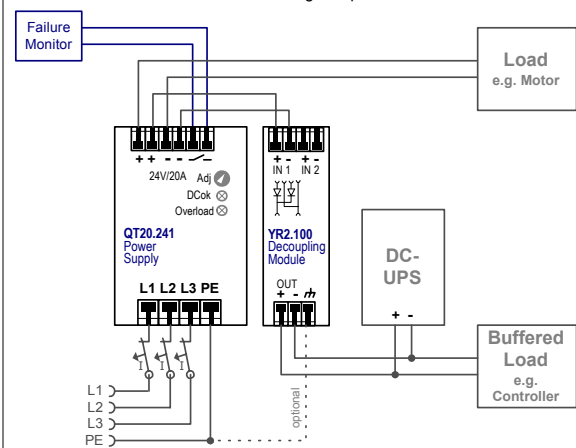 Failure
Monitor
Load
e.g. Motor
+ + - -
24V/20A
Adj
DCok
Overload
QT20.241
Power
Supply
L1 L2 L3 PE
+ - + -
IN 1 IN 2
YR2.100
Decoupling
Module
OUT
+ -
DC-
UPS
+ -
Buffered
Load
e.g.
Controller
I I I
L1
L2
L3
PE
optional